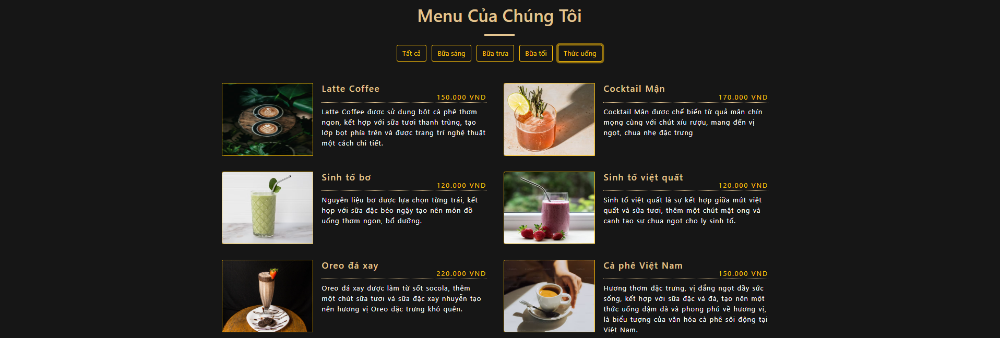 Menu Của Chúng Tôi
Tất cả
Bữa sáng
Bữa trưa
Bữa tối
Thức uống
Latte Coffee
150.000 VND
Latte Coffee được sử dụng bột cà phê thơm
ngon, kết hợp với sữa tươi thanh trùng, tạo
lớp bọt phía trên và được trang trí nghệ thuật
một cách chi tiết.
Cocktail Mận
170.000 VND
Cocktail Mận được chế biến từ quả mận chín
mọng cùng với chút xíu rượu, mang đến vị
ngọt, chua nhẹ đặc trưng
Sinh tố bơ
120.000 VND
Nguyên liệu bơ được lựa chọn từng trái, kết
họp với sữa đặc béo ngậy tạo nên món đồ
uống thơm ngon, bổ dưỡng.
Sinh tố việt quất
120.000 VND
Sinh tố việt quất là sự kết hợp giữa mứt việt
quất và sữa tươi, thêm một chút mật ong và
canh tạo sự chua ngọt cho ly sinh tố.
Oreo đá xay
220.000 VND
Oreo đá xay được làm từ sốt socola, thêm
một chút sữa tươi và sữa đặc xay nhuyễn tạo
nên hương vị Oreo đặc trưng khó quên.
Cà phê Việt Nam
150.000 VND
Hương thơm đặc trưng, vị đắng ngọt đầy sức
sống, kết hợp với sữa đặc và đá, tạo nên một
thức uống đậm đà và phong phú về hương vị,
là biểu tượng của văn hóa cà phê sôi động tại
Việt Nam.